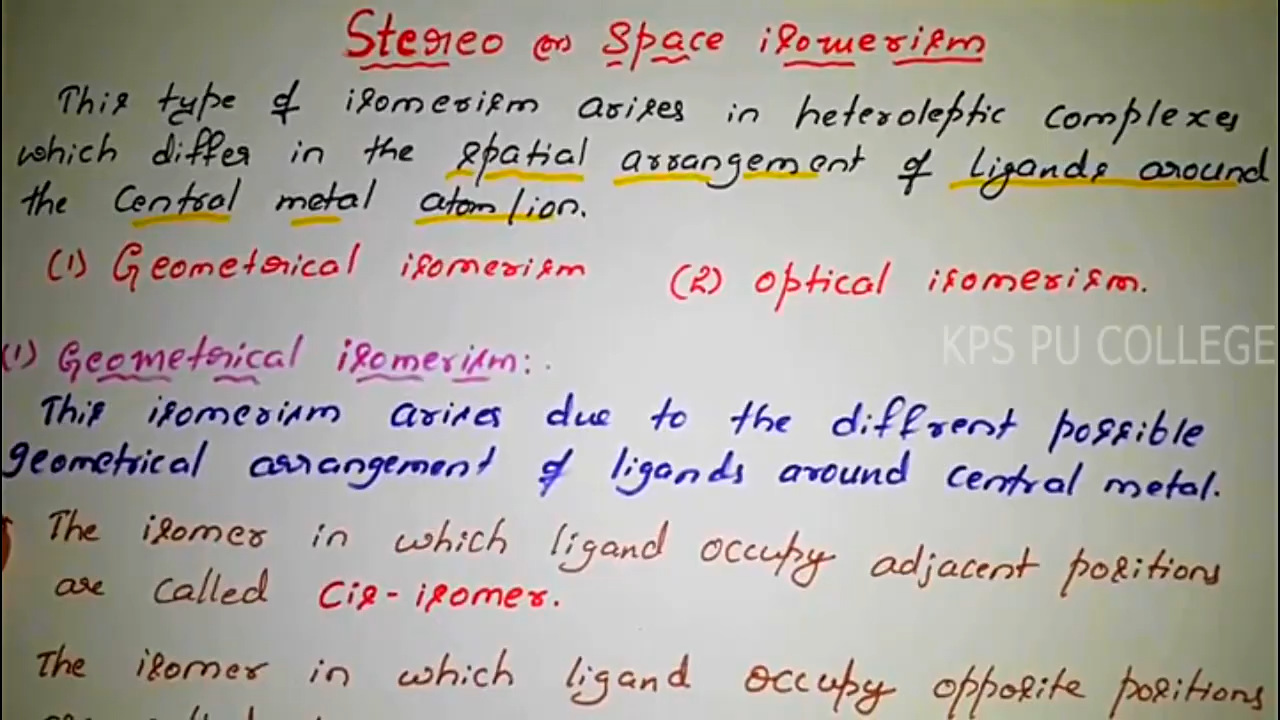 Stereo or Space isomerism
This type of isomerism arises in heteroleptic complexes
which differ in the spatial arrangement of ligands around
the central metal atom/ion.
(1) Geometrical isomerism (2) optical isomerism.
KPS PU COLLEGE
(1) Geometrical isomerism:.
This isomerism arises due to the diffrent possible
geometrical arrangement of ligands around central metal.
The isomer in which ligand occupy adjacent positions
are called Cis-isomer.
The isomer in which ligand occupy opposite positions